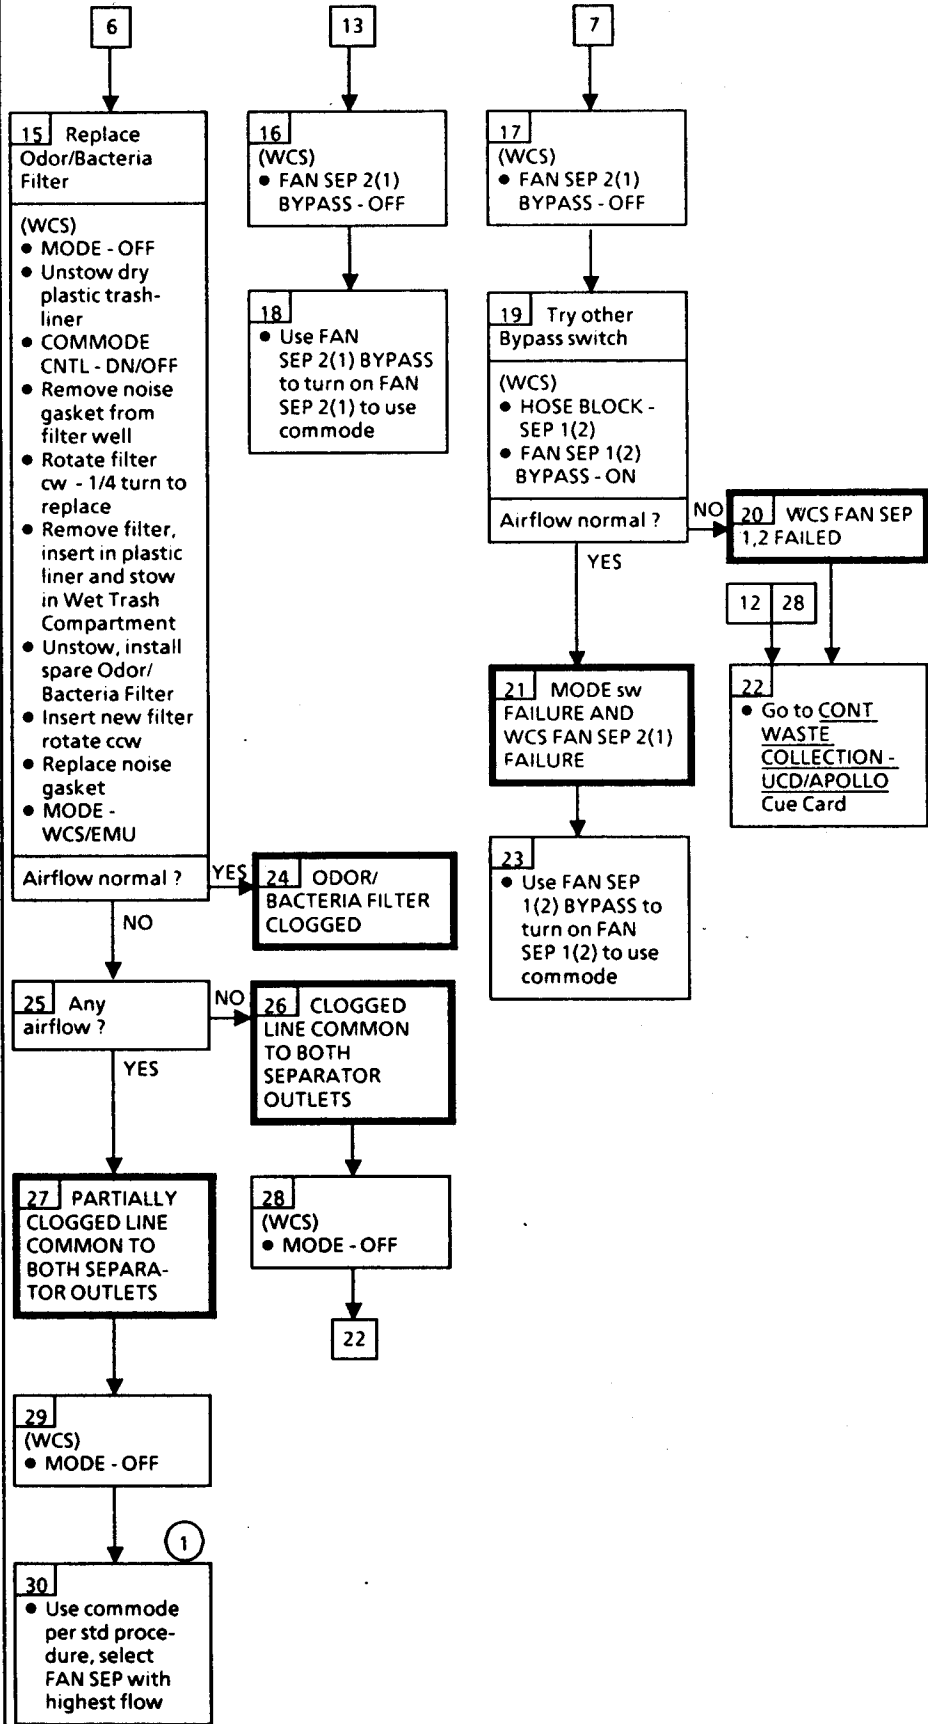 6
15 Replace
Odor/Bacteria
Filter
(WCS)
● MODE - OFF
● Unstow dry
plastic trash-
liner
● COMMODE
CNTL - DN/OFF
● Remove noise
gasket from
filter well
● Rotate filter
cw - 1/4 turn to
replace
● Remove filter,
insert in plastic
liner and stow
in Wet Trash
Compartment
● Unstow, install
spare Odor/
Bacteria Filter
● Insert new filter
rotate ccw
● Replace noise
gasket
● MODE -
WCS/EMU
Airflow normal ?
YES
24 ODOR/
BACTERIA FILTER
CLOGGED
NO
25 Any
airflow ?
NO
26 CLOGGED
LINE COMMON
TO BOTH
SEPARATOR
OUTLETS
28
(WCS)
● MODE - OFF
22
YES
27 PARTIALLY
CLOGGED LINE
COMMON TO
BOTH SEPARA-
TOR OUTLETS
29
(WCS)
● MODE - OFF
1
30
● Use commode
per std proce-
dure, select
FAN SEP with
highest flow
13
16
(WCS)
● FAN SEP 2(1)
BYPASS - OFF
18
● Use FAN
SEP 2(1) BYPASS
to turn on FAN
SEP 2(1) to use
commode
7
17
(WCS)
● FAN SEP 2(1)
BYPASS - OFF
19 Try other
Bypass switch
(WCS)
● HOSE BLOCK -
SEP 1(2)
● FAN SEP 1(2)
BYPASS - ON
Airflow normal ?
NO
20 WCS FAN SEP
1,2 FAILED
12 28
22
● Go to CONT
WASTE
COLLECTION -
UCD/APOLLO
Cue Card
YES
21 MODE sw
FAILURE AND
WCS FAN SEP 2(1)
FAILURE
23
● Use FAN SEP
1(2) BYPASS to
turn on FAN
SEP 1(2) to use
commode